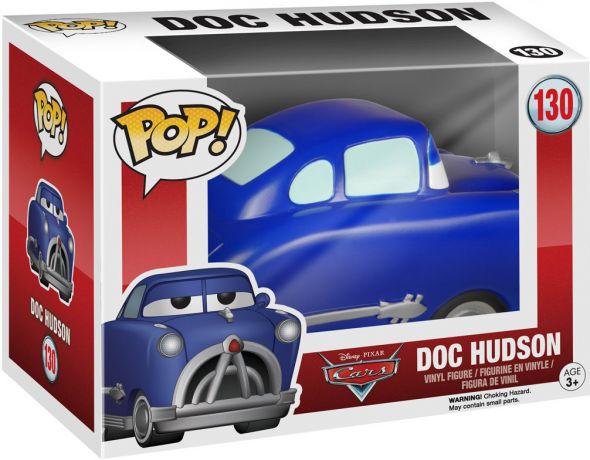 DOC HUDSON
130
POP!
POP!
130
DOC HUDSON
130
Disney · PIXAR
Cars
DOC HUDSON
VINYL FIGURE / FIGURINE EN VINYLE /
FIGURA DE VINIL
AGE
3+
WARNING! Choking Hazard.
May contain small parts.